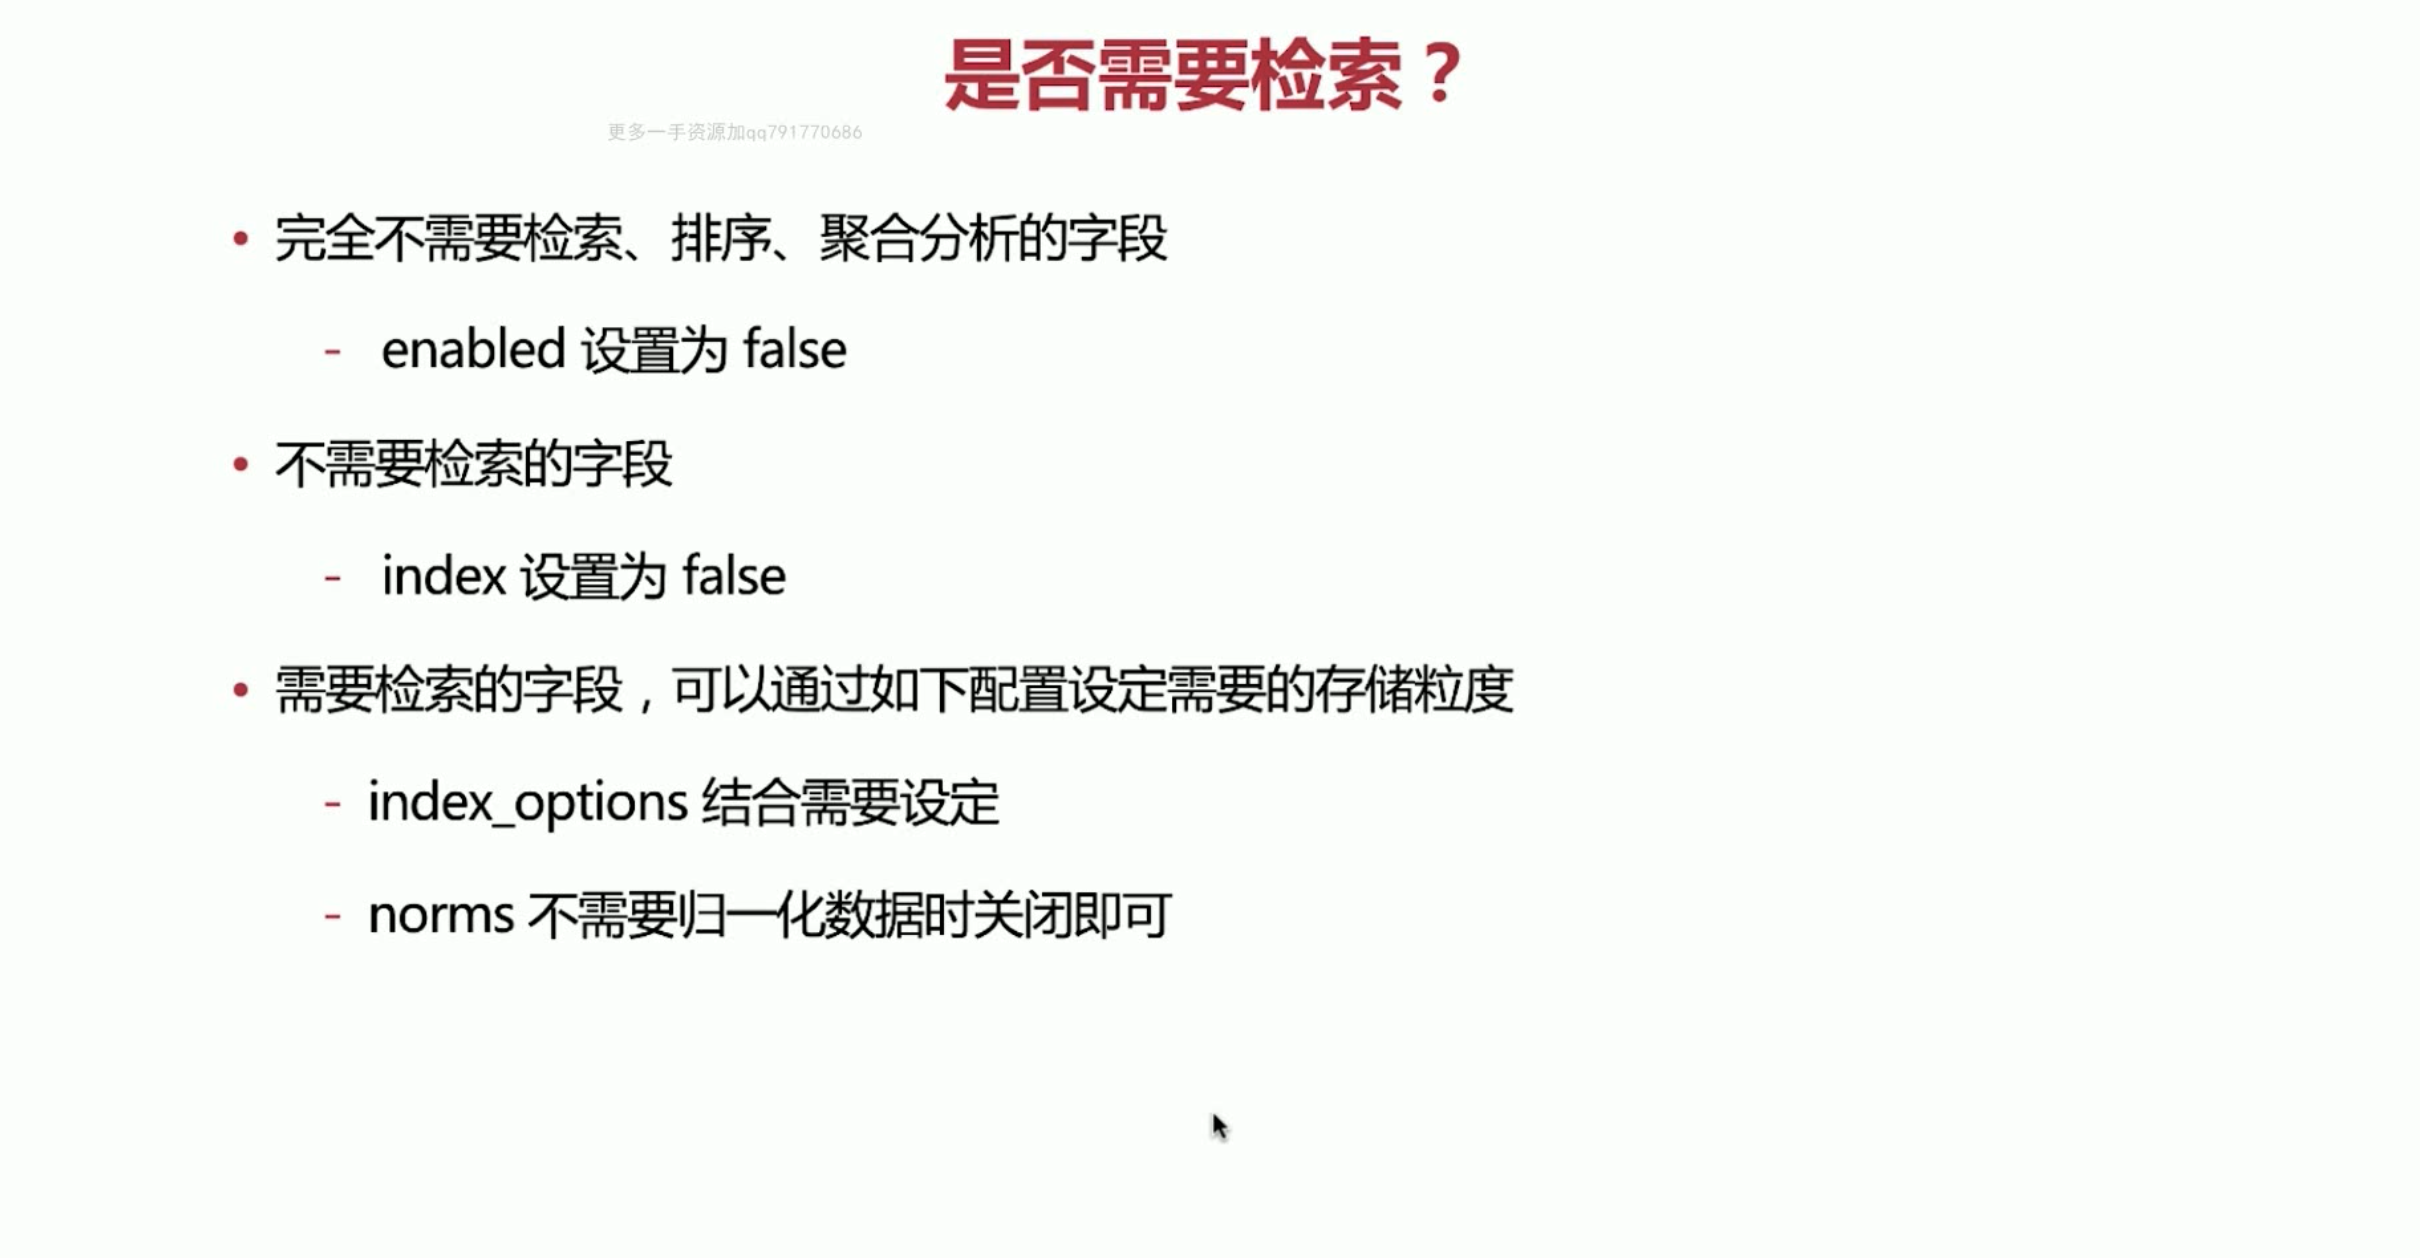 是否需要检索？
更多一手资源加qq791770686
• 完全不需要检索、排序、聚合分析的字段
- enabled 设置为 false
• 不需要检索的字段
- index 设置为 false
• 需要检索的字段，可以通过如下配置设定需要的存储粒度
- index_options 结合需要设定
- norms 不需要归一化数据时关闭即可